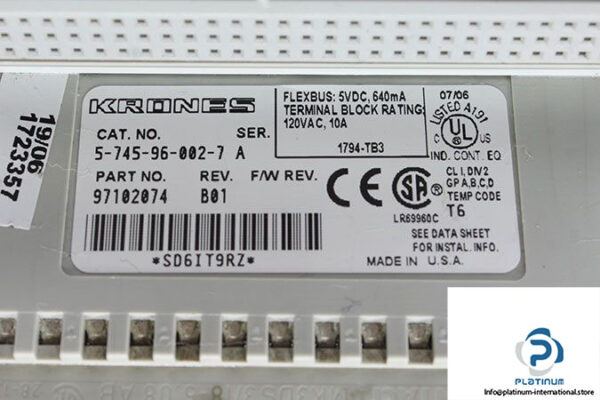 KRONES
CAT. NO. SER.
5-745-96-002-7 A
PART NO. REV. F/W REV.
97102074 B01
*SD6IT9RZ*
FLEXBUS: 5VDC, 640mA
TERMINAL BLOCK RATING:
120VAC, 10A
1794-TB3
07/06
LISTED A191
C UL US
IND. CONT. EQ.
CE
SA
LR69960C
CL I, DIV 2
GP A,B,C,D
TEMP CODE
T6
SEE DATA SHEET
FOR INSTAL. INFO.
MADE IN U.S.A.
19/06
1723357
PLATINUM
https://platinum-international.store